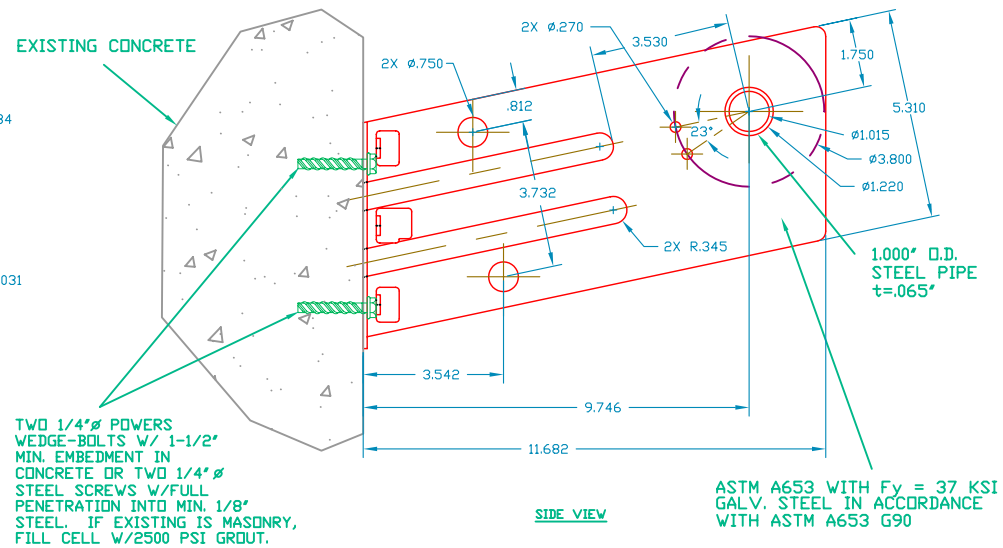 EXISTING CONCRETE
2X Ø.270
3.530
1.750
5.310
2X Ø.750
.812
34
23°
Ø1.015
Ø3.800
Ø1.220
3.732
2X R.345
1.000" O.D.
STEEL PIPE
t=.065"
031
3.542
9.746
11.682
TWO 1/4"Ø POWERS
WEDGE-BOLTS W/ 1-1/2"
MIN. EMBEDMENT IN
CONCRETE OR TWO 1/4" Ø
STEEL SCREWS W/FULL
PENETRATION INTO MIN. 1/8"
STEEL. IF EXISTING IS MASONRY,
FILL CELL W/2500 PSI GROUT.
SIDE VIEW
ASTM A653 WITH Fy = 37 KSI
GALV. STEEL IN ACCORDANCE
WITH ASTM A653 G90